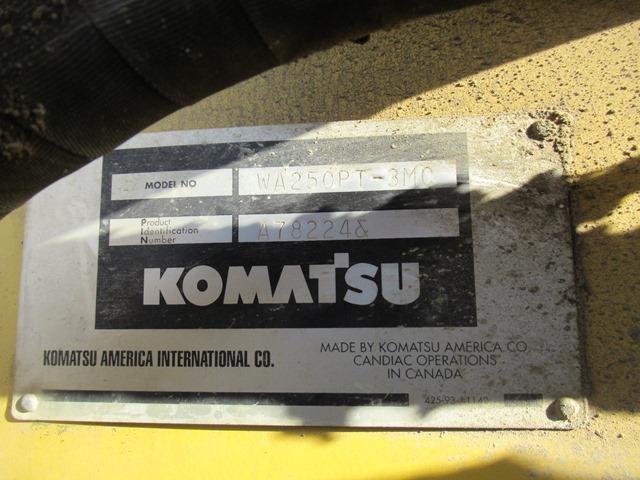 MODEL NO WA250PT-3MC
Product
Identification
Number A78224&
KOMATSU
KOMATSU AMERICA INTERNATIONAL CO.
MADE BY KOMATSU AMERICA CO.
CANDIAC OPERATIONS
IN CANADA